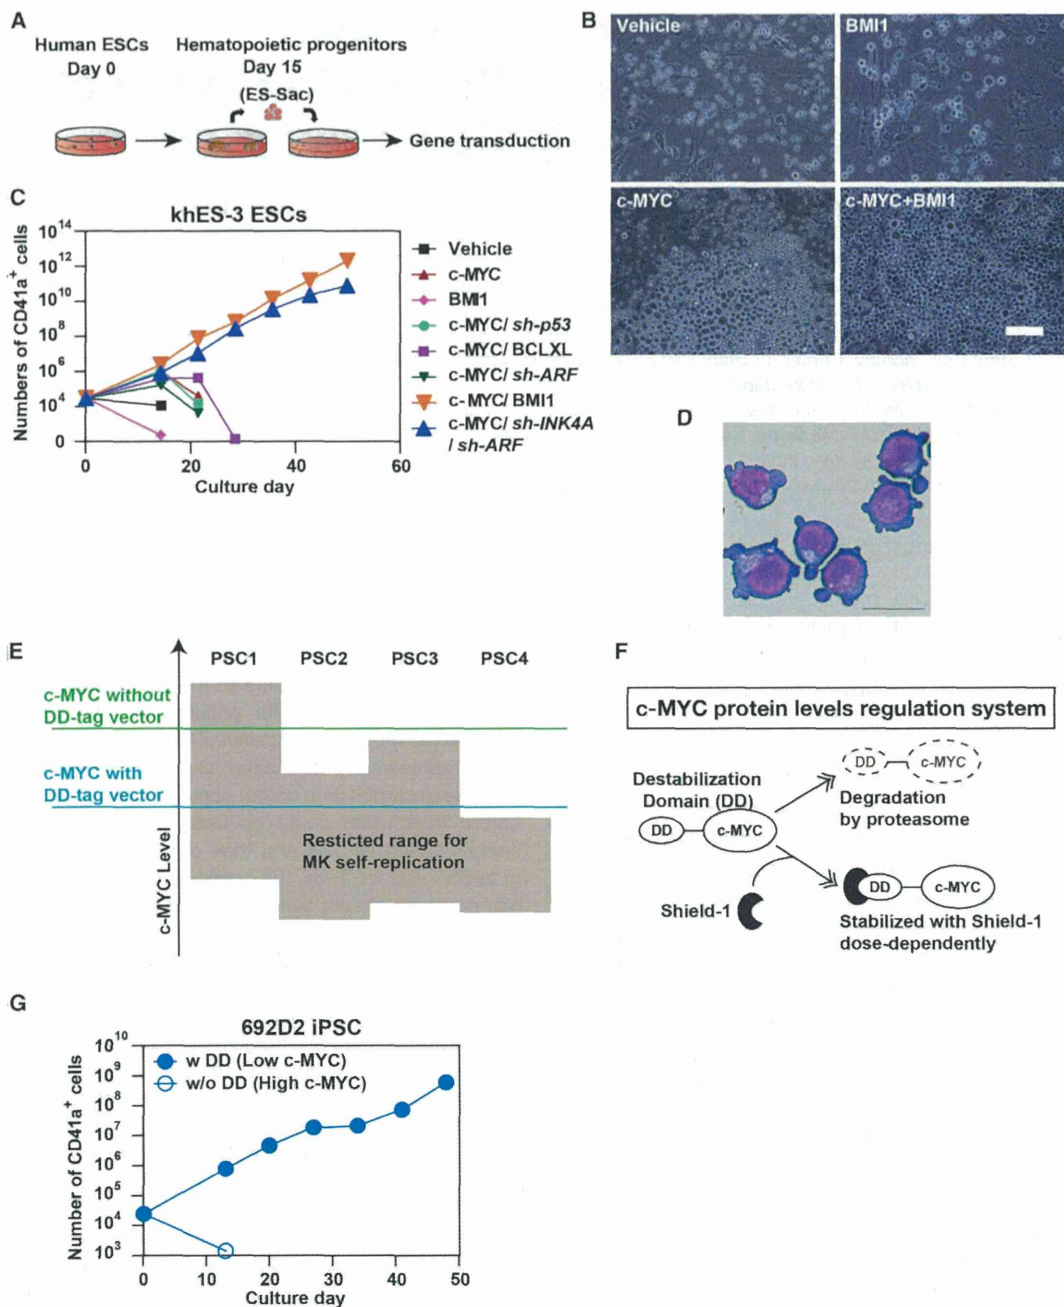 A
Human ESCs
Day 0
Hematopoietic progenitors
Day 15
(ES-Sac)
Gene transduction
B
Vehicle
BMI1
c-MYC
c-MYC+BMI1
C
khES-3 ESCs
Numbers of CD41a+ cells
10^14
10^12
10^10
10^8
10^6
10^4
0
0
20
40
60
Culture day
Vehicle
c-MYC
BMI1
c-MYC/ sh-p53
c-MYC/ BCLXL
c-MYC/ sh-ARF
c-MYC/ BMI1
c-MYC/ sh-INK4A
/ sh-ARF
D
E
PSC1
PSC2
PSC3
PSC4
c-MYC without
DD-tag vector
c-MYC with
DD-tag vector
c-MYC Level
Resticted range for
MK self-replication
F
c-MYC protein levels regulation system
Destabilization
Domain (DD)
DD
c-MYC
DD
c-MYC
Degradation
by proteasome
Shield-1
DD
c-MYC
Stabilized with Shield-1
dose-dependently
G
692D2 iPSC
Number of CD41a+ cells
10^10
10^9
10^8
10^7
10^6
10^5
10^4
10^3
w DD (Low c-MYC)
w/o DD (High c-MYC)
0
10
20
30
40
50
Culture day